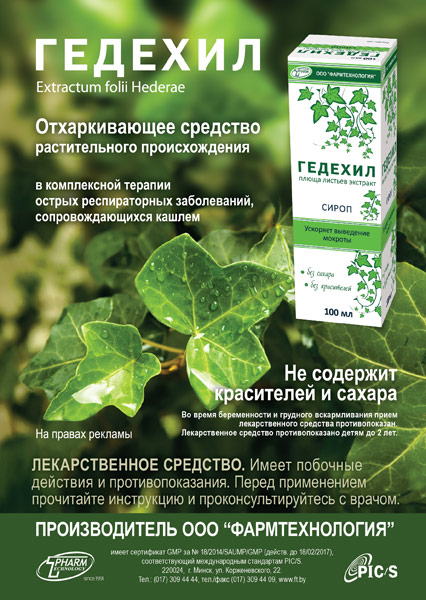 ГЕДЕХИЛ
Extractum folii Hederae
Отхаркивающее средство
растительного происхождения
в комплексной терапии
острых респираторных заболеваний,
сопровождающихся кашлем
ООО "ФАРМТЕХНОЛОГИЯ"
ГЕДЕХИЛ
плюща листьев экстракт
СИРОП
Ускоряет выведение
мокроты
• без сахара
• без красителей
100 мл
Не содержит
красителей и сахара
Во время беременности и грудного вскармливания прием
лекарственного средства противопоказан.
Лекарственное средство противопоказано детям до 2 лет.
На правах рекламы
ЛЕКАРСТВЕННОЕ СРЕДСТВО. Имеет побочные
действия и противопоказания. Перед применением
прочитайте инструкцию и проконсультируйтесь с врачом.
ПРОИЗВОДИТЕЛЬ ООО "ФАРМТЕХНОЛОГИЯ"
PHARM
TECHNOLOGY
since 1991
имеет сертификат GMP за № 18/2014/SAUMP/GMP (действ. до 18/02/2017),
соответствующий международным стандартам PIC/S.
220024, г. Минск, ул. Корженевского, 22.
Тел.: (017) 309 44 44, тел./факс (017) 309 44 09, www.ft.by
PIC/S